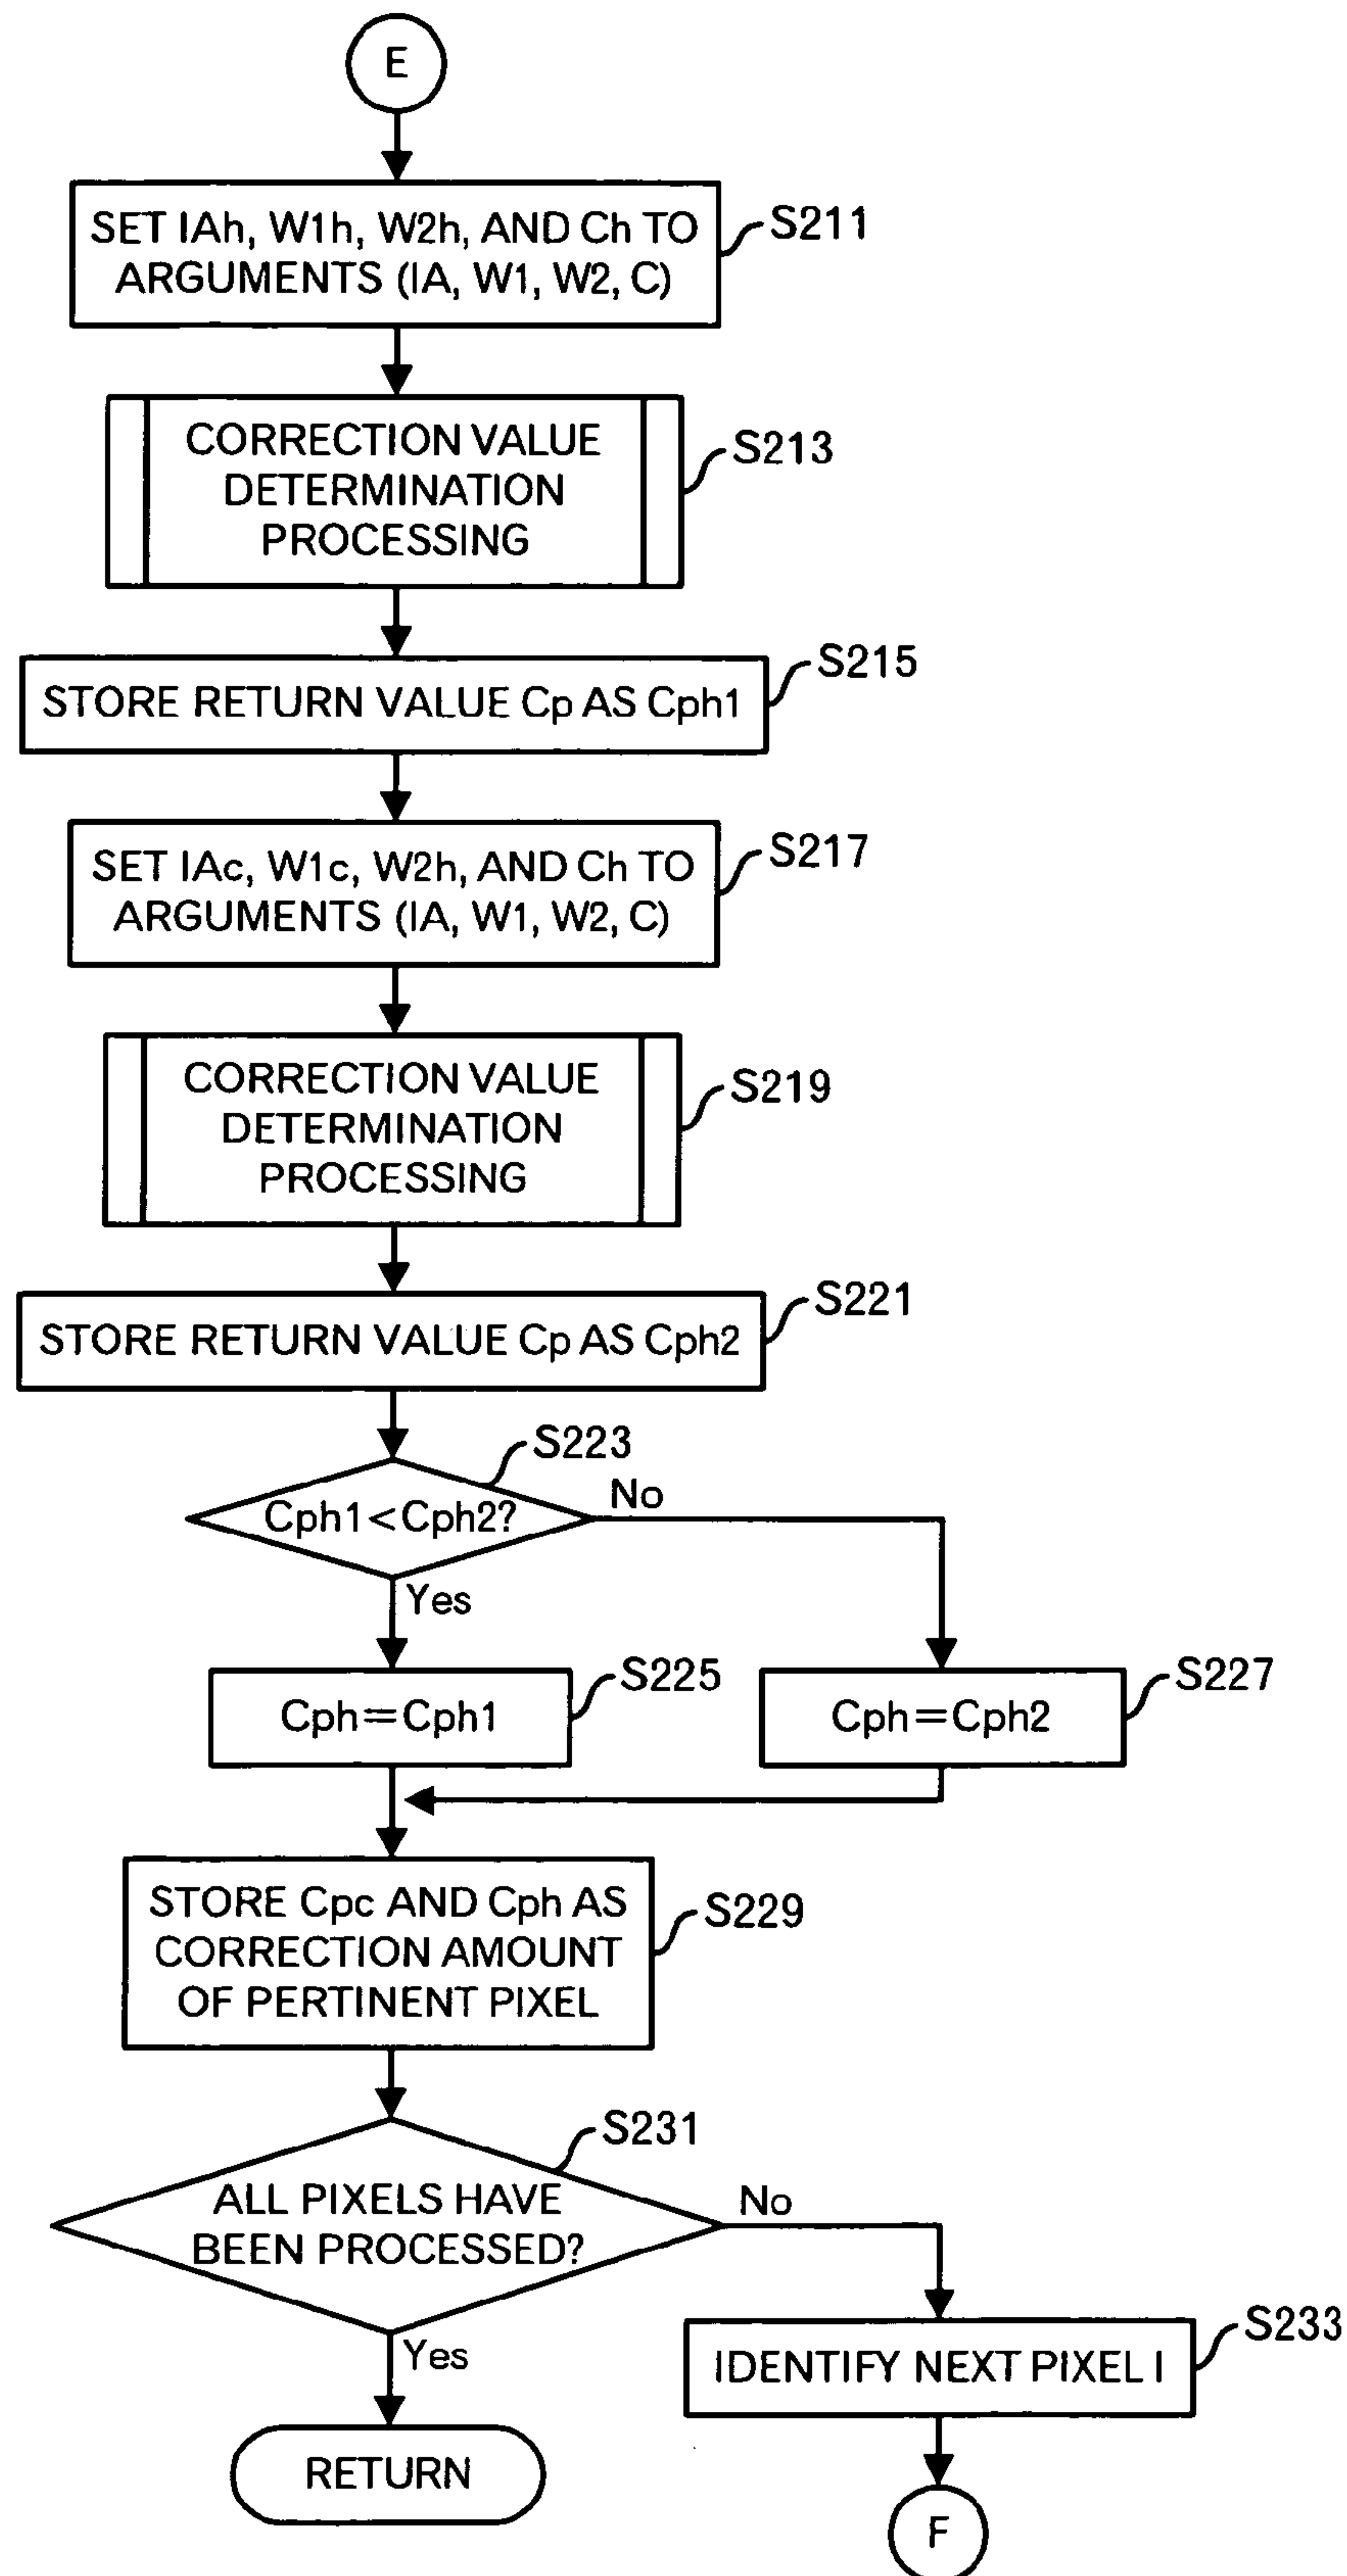 E
SET IAh, W1h, W2h, AND Ch TO
ARGUMENTS (IA, W1, W2, C)
S211
CORRECTION VALUE
DETERMINATION
PROCESSING
S213
STORE RETURN VALUE Cp AS Cph1
S215
SET IAc, W1c, W2h, AND Ch TO
ARGUMENTS (IA, W1, W2, C)
S217
CORRECTION VALUE
DETERMINATION
PROCESSING
S219
STORE RETURN VALUE Cp AS Cph2
S221
S223
Cph1<Cph2?
No
Yes
Cph=Cph1
S225
Cph=Cph2
S227
STORE Cpc AND Cph AS
CORRECTION AMOUNT
OF PERTINENT PIXEL
S229
S231
ALL PIXELS HAVE
BEEN PROCESSED?
No
Yes
IDENTIFY NEXT PIXEL I
S233
RETURN
F